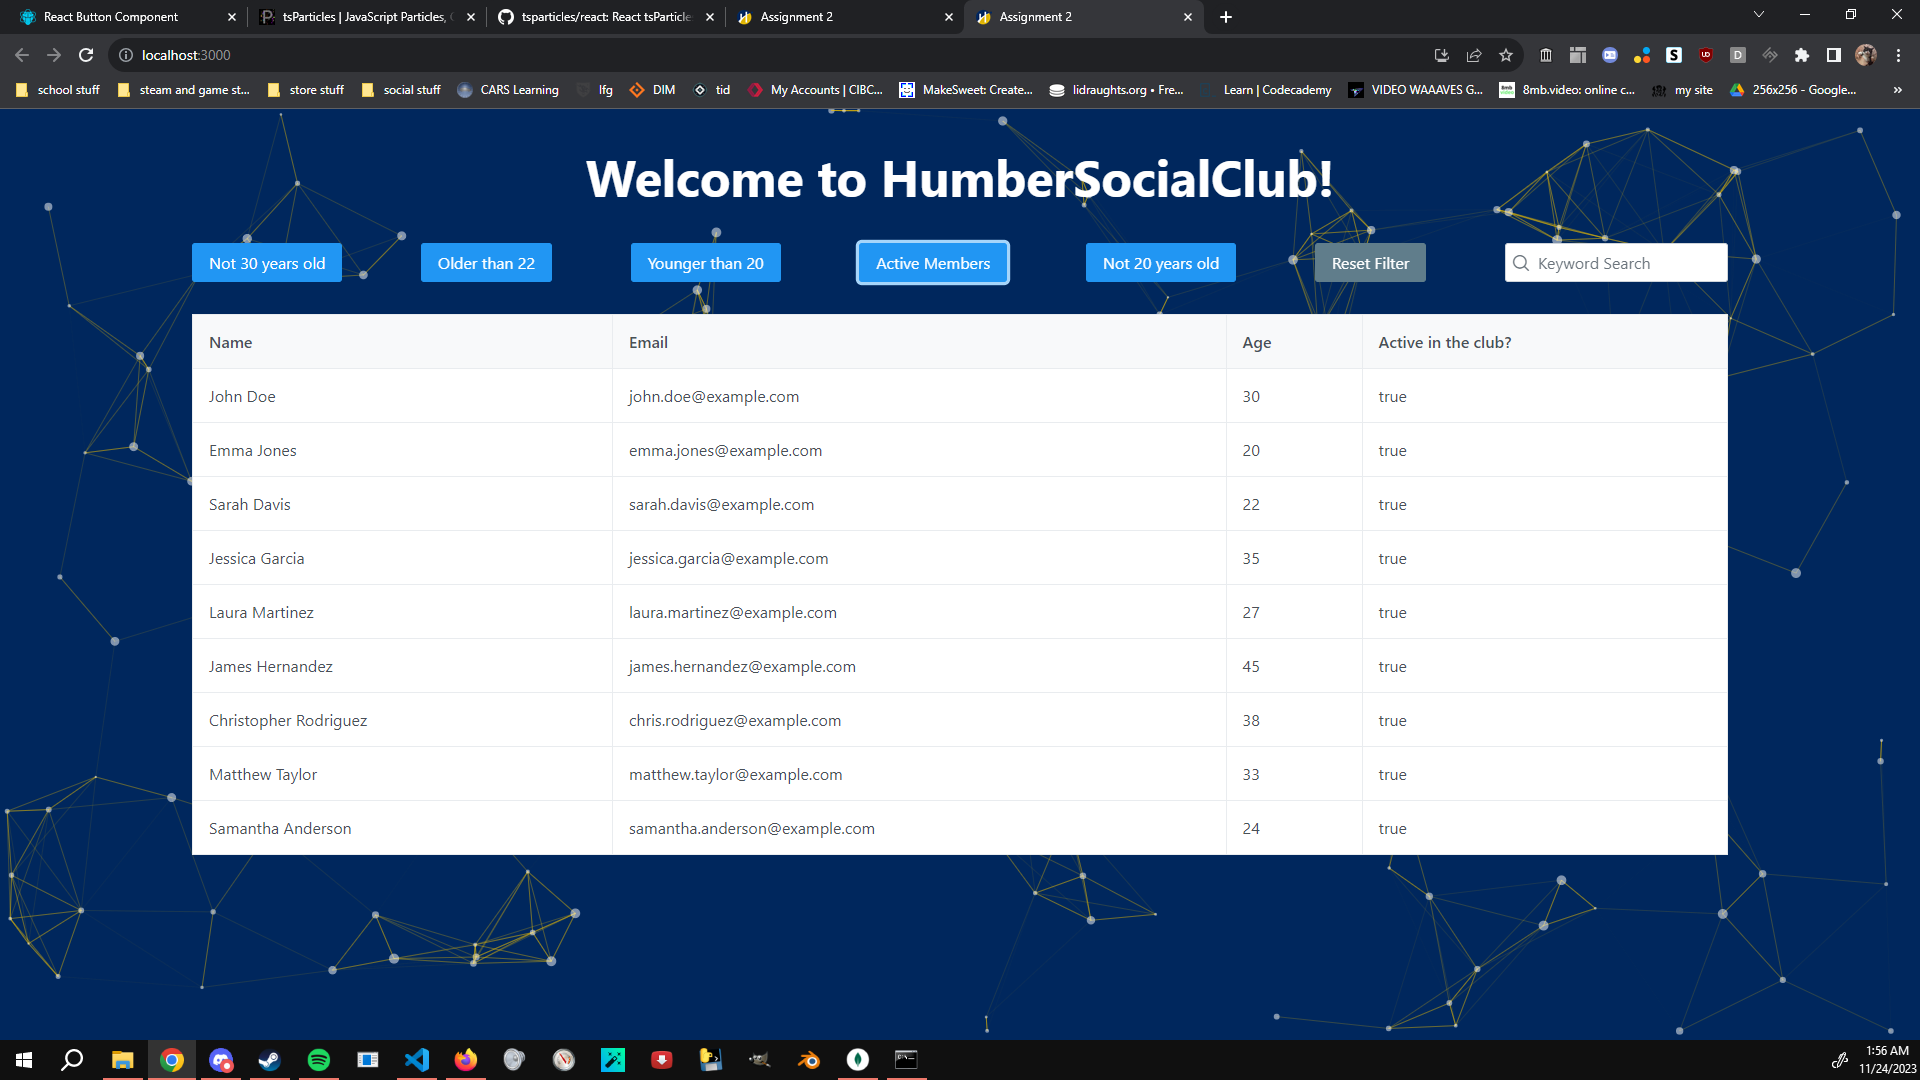 React Button Component
tsParticles | JavaScript Particles,
tsparticles/react: React tsParticle
Assignment 2
Assignment 2
localhost:3000
school stuff
steam and game st...
store stuff
social stuff
CARS Learning
lfg
DIM
tid
My Accounts | CIBC...
MakeSweet: Create...
lidraughts.org • Fre...
Learn | Codecademy
VIDEO WAAAVES G...
8mb.video: online c...
my site
256x256 - Google...
»
Welcome to HumberSocialClub!
Not 30 years old
Older than 22
Younger than 20
Active Members
Not 20 years old
Reset Filter
Keyword Search
Name Email Age Active in the club?
John Doe john.doe@example.com 30 true
Emma Jones emma.jones@example.com 20 true
Sarah Davis sarah.davis@example.com 22 true
Jessica Garcia jessica.garcia@example.com 35 true
Laura Martinez laura.martinez@example.com 27 true
James Hernandez james.hernandez@example.com 45 true
Christopher Rodriguez chris.rodriguez@example.com 38 true
Matthew Taylor matthew.taylor@example.com 33 true
Samantha Anderson samantha.anderson@example.com 24 true
1:56 AM
11/24/2023